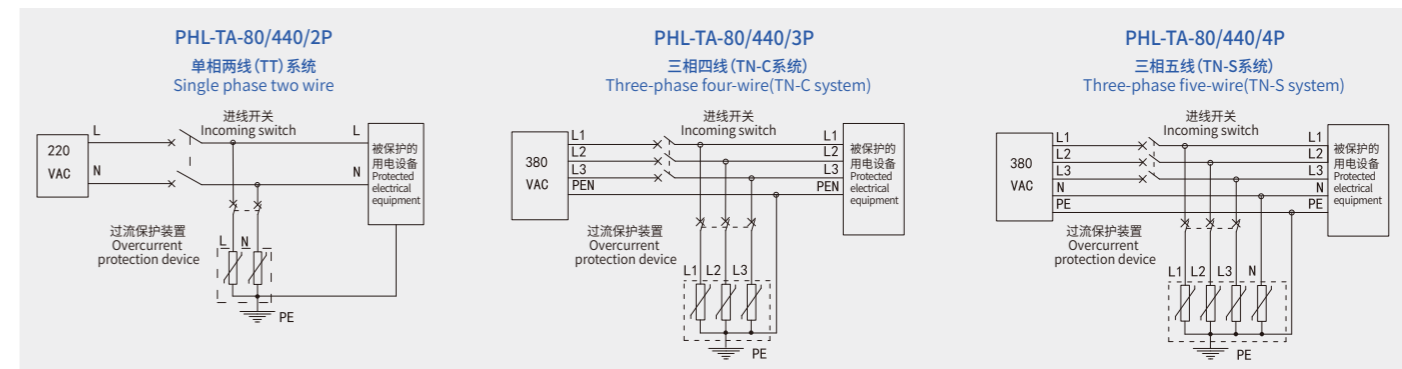 PHL-TA-80/440/2P
单相两线(TT)系统
Single phase two wire
进线开关
Incoming switch
L
L
220
VAC
N
N
被保护的
用电设备
Protected
electrical
equipment
过流保护装置
Overcurrent
protection device
L N
PE
PHL-TA-80/440/3P
三相四线(TN-C系统)
Three-phase four-wire(TN-C system)
进线开关
Incoming switch
L1
L1
L2
L2
L3
L3
PEN
PEN
380
VAC
被保护的
用电设备
Protected
electrical
equipment
过流保护装置
Overcurrent
protection device
L1 L2 L3
PE
PHL-TA-80/440/4P
三相五线(TN-S系统)
Three-phase five-wire(TN-S system)
进线开关
Incoming switch
L1
L1
L2
L2
L3
L3
N
N
PE
380
VAC
被保护的
用电设备
Protected
electrical
equipment
过流保护装置
Overcurrent
protection device
L1 L2 L3 N
PE